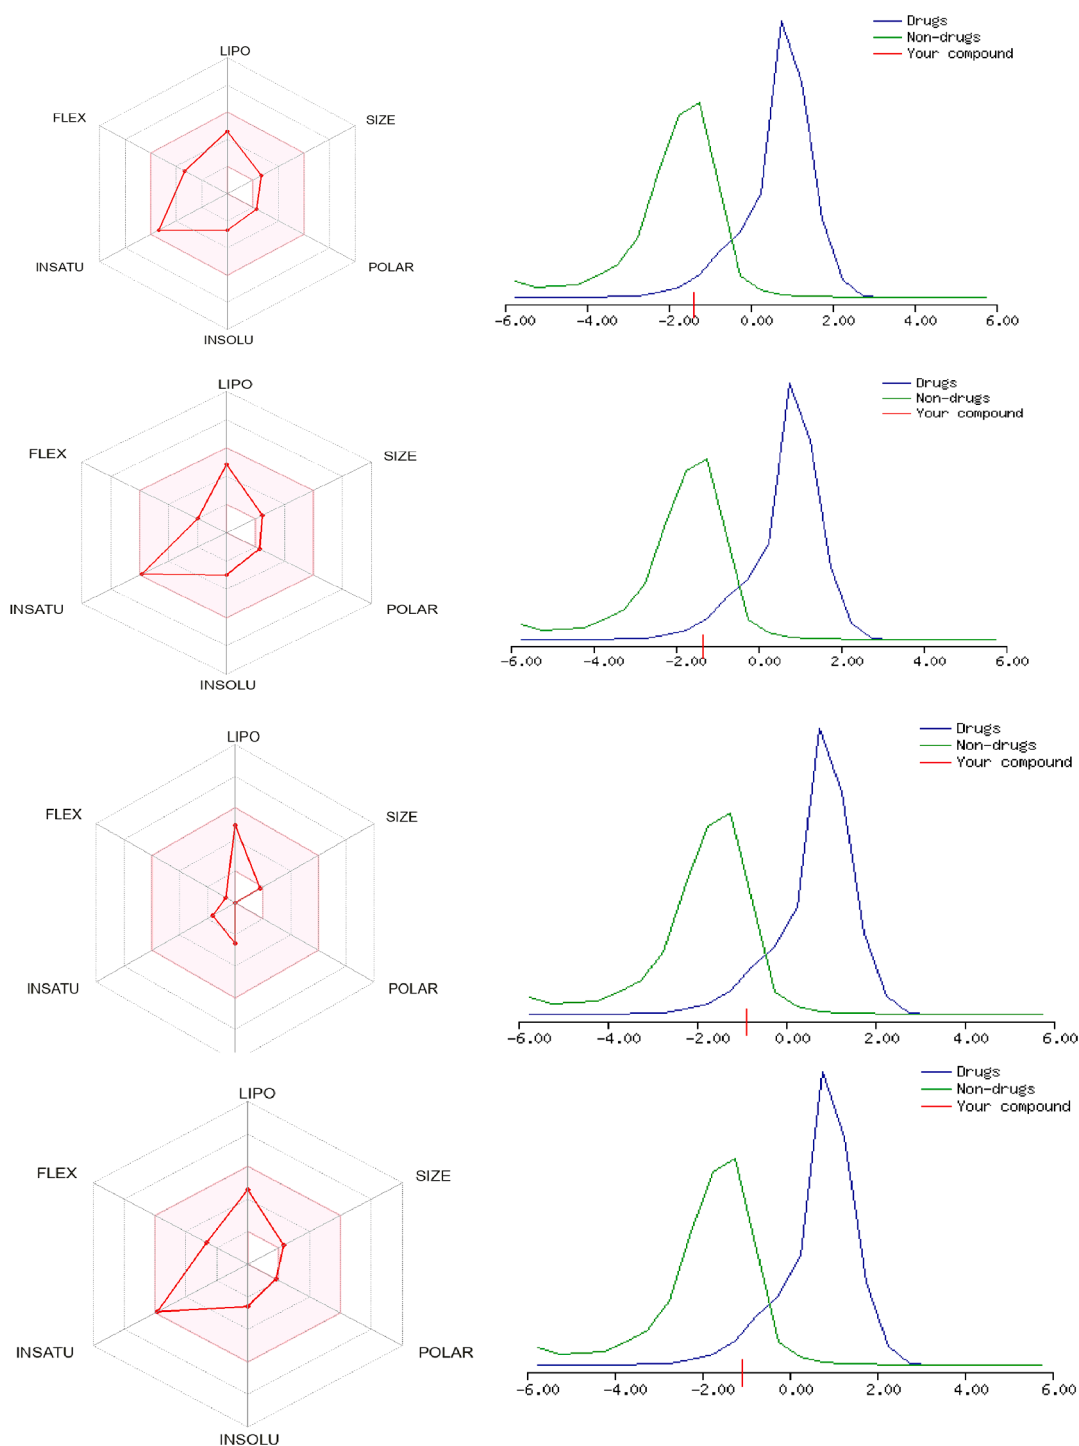 LIPO
FLEX
SIZE
INSATU
POLAR
INSOLU
Drugs
Non-drugs
Your compound
-6.00 -4.00 -2.00 0.00 2.00 4.00 6.00
LIPO
FLEX
SIZE
INSATU
POLAR
INSOLU
Drugs
Non-drugs
Your compound
-6.00 -4.00 -2.00 0.00 2.00 4.00 6.00
LIPO
FLEX
SIZE
INSATU
POLAR
Drugs
Non-drugs
Your compound
-6.00 -4.00 -2.00 0.00 2.00 4.00 6.00
LIPO
FLEX
SIZE
INSATU
POLAR
INSOLU
Drugs
Non-drugs
Your compound
-6.00 -4.00 -2.00 0.00 2.00 4.00 6.00